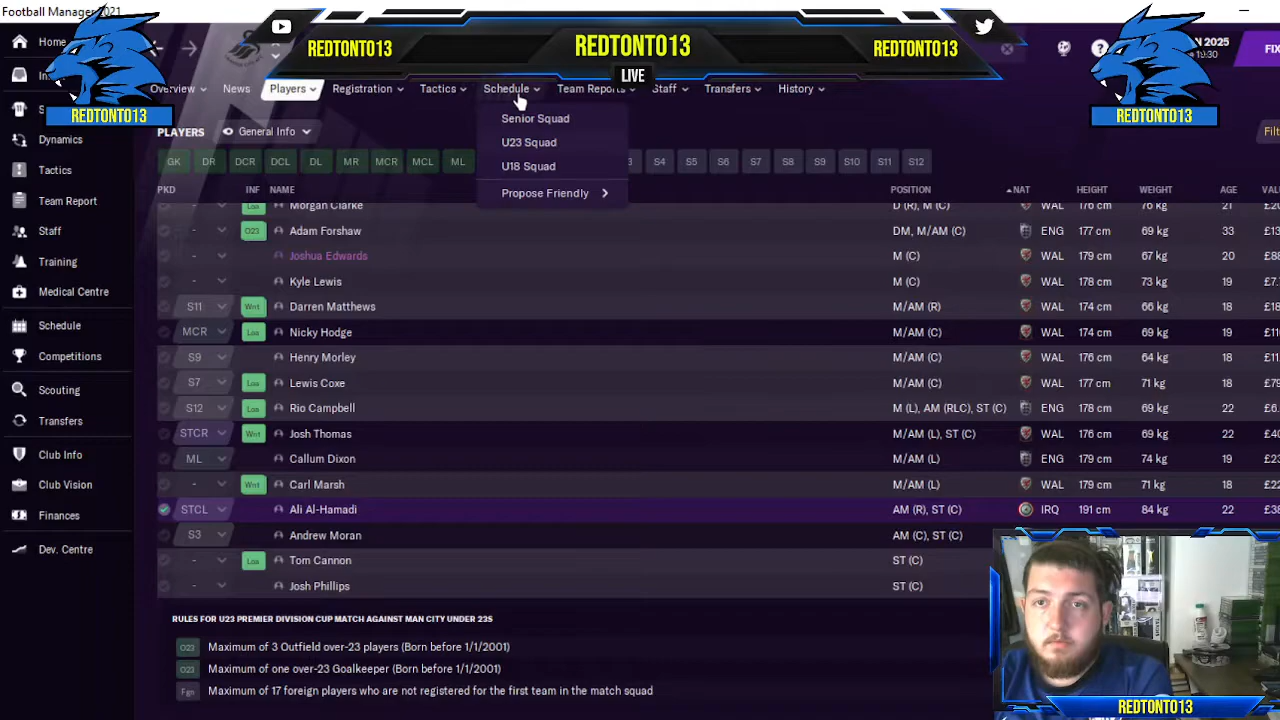 Football Manager 2021
REDTONTO13
REDTONTO13
REDTONTO13
LIVE
Home
N 2025
19:30
FIX
REDTONTO13
REDTONTO13
Overview
News
Players
Registration
Tactics
Schedule
Team Reports
Staff
Transfers
History
Dynamics
Tactics
Team Report
Staff
Training
Medical Centre
Schedule
Competitions
Scouting
Transfers
Club Info
Club Vision
Finances
Dev. Centre
Senior Squad
U23 Squad
U18 Squad
Propose Friendly
PLAYERS
General Info
GK DR DCR DCL DL MR MCR MCL ML S4 S5 S6 S7 S8 S9 S10 S11 S12
PKD INF NAME POSITION NAT HEIGHT WEIGHT AGE
Loa Morgan Clarke D (R), M (C) WAL 176 cm 76 kg 21
- O23 Adam Forshaw DM, M/AM (C) ENG 177 cm 69 kg 33
- Joshua Edwards M (C) WAL 179 cm 67 kg 20
- Kyle Lewis M (C) WAL 178 cm 73 kg 19
S11 Wnt Darren Matthews M/AM (R) WAL 174 cm 66 kg 18
MCR Loa Nicky Hodge M/AM (C) WAL 174 cm 69 kg 19
S9 Henry Morley M/AM (C) WAL 176 cm 64 kg 18
S7 Loa Lewis Coxe M/AM (C) WAL 177 cm 71 kg 18
S12 Loa Rio Campbell M (L), AM (RLC), ST (C) ENG 178 cm 69 kg 22
STCR Wnt Josh Thomas M/AM (L), ST (C) WAL 176 cm 69 kg 22
ML Callum Dixon M/AM (L) WAL 179 cm 74 kg 19
- Wnt Carl Marsh M/AM (L) WAL 179 cm 71 kg 18
STCL Ali Al-Hamadi AM (R), ST (C) IRQ 191 cm 84 kg 22
S3 Andrew Moran AM (C), ST (C)
- Loa Tom Cannon ST (C)
- Josh Phillips ST (C)
RULES FOR U23 PREMIER DIVISION CUP MATCH AGAINST MAN CITY UNDER 23S
O23 Maximum of 3 Outfield over-23 players (Born before 1/1/2001)
O23 Maximum of one over-23 Goalkeeper (Born before 1/1/2001)
Fgn Maximum of 17 foreign players who are not registered for the first team in the match squad
REDTONTO13